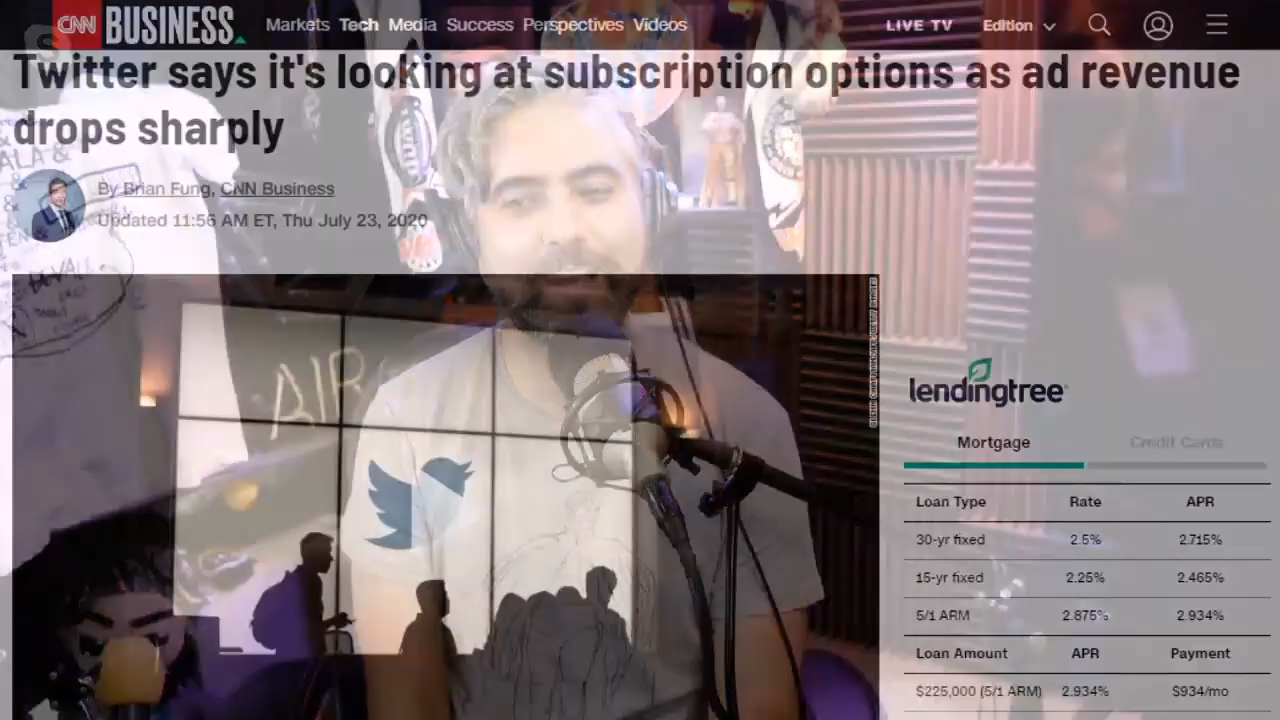 CNN BUSINESS Markets Tech Media Success Perspectives Videos LIVE TV Edition
Twitter says it's looking at subscription options as ad revenue
drops sharply
By Brian Fung, CNN Business
Updated 11:56 AM ET, Thu July 23, 2020
ALA &
AIR
lendingtree
Mortgage Credit Cards
Loan Type Rate APR
30-yr fixed 2.5% 2.715%
15-yr fixed 2.25% 2.465%
5/1 ARM 2.875% 2.934%
Loan Amount APR Payment
$225,000 (5/1 ARM) 2.934% $934/mo